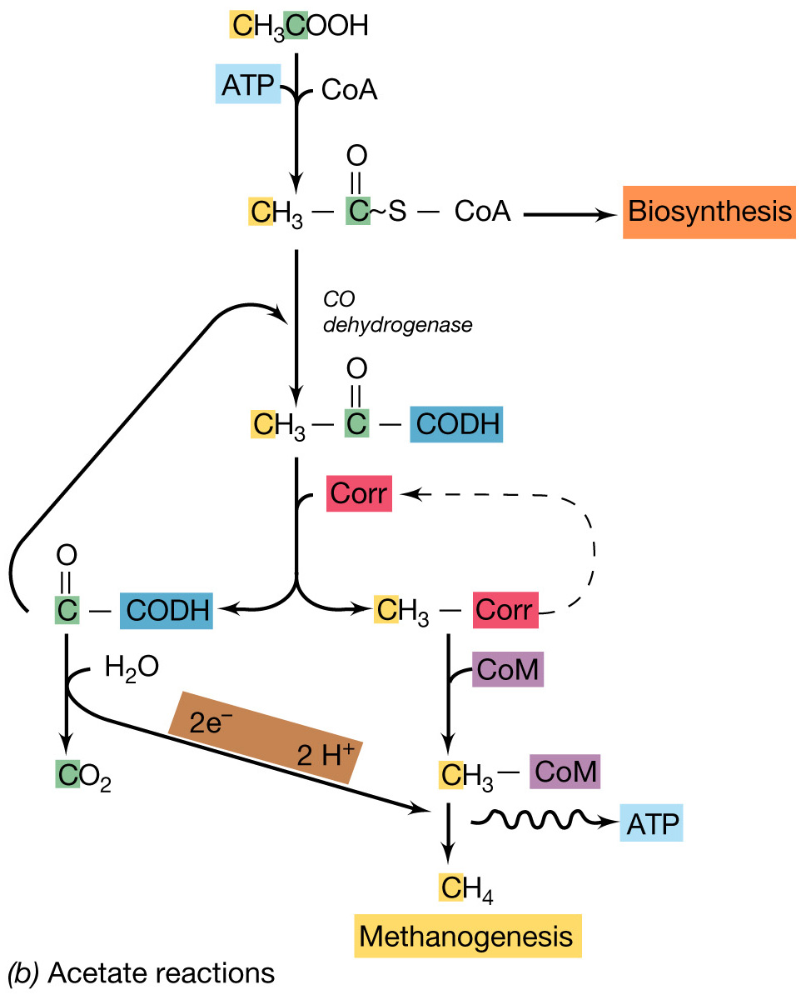 CH₃COOH
ATP CoA
O
CH₃ — C~S — CoA Biosynthesis
CO
dehydrogenase
O
CH₃ — C — CODH
Corr
O
C — CODH CH₃ — Corr
H₂O CoM
2e⁻
2 H⁺
CO₂ CH₃ — CoM
ATP
CH₄
Methanogenesis
(b) Acetate reactions